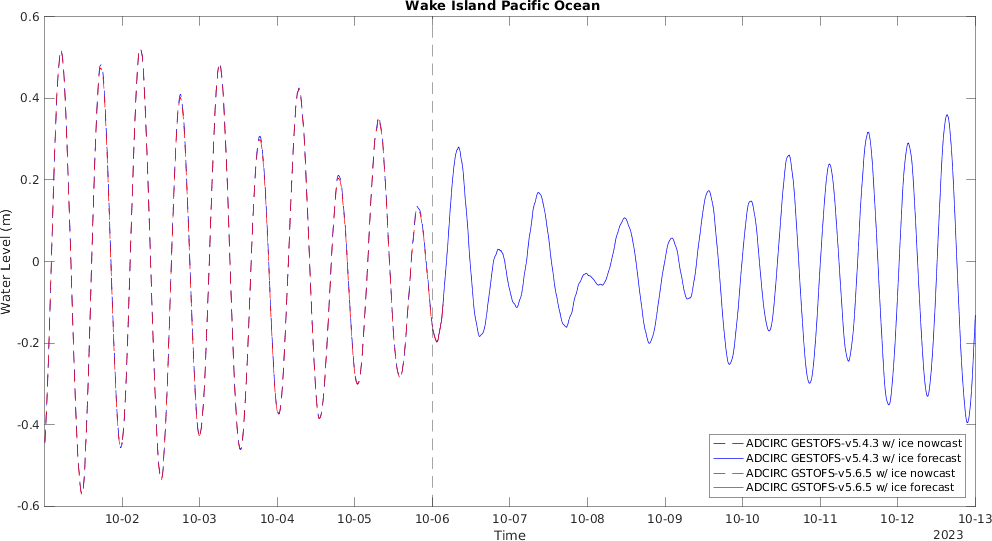 Wake Island Pacific Ocean
0.6
0.4
0.2
0
-0.2
-0.4
-0.6
Water Level (m)
ADCIRC GESTOFS-v5.4.3 w/ ice nowcast
ADCIRC GESTOFS-v5.4.3 w/ ice forecast
ADCIRC GSTOFS-v5.6.5 w/ ice nowcast
ADCIRC GSTOFS-v5.6.5 w/ ice forecast
10-02 10-03 10-04 10-05 10-06 10-07 10-08 10-09 10-10 10-11 10-12 10-13
Time
2023